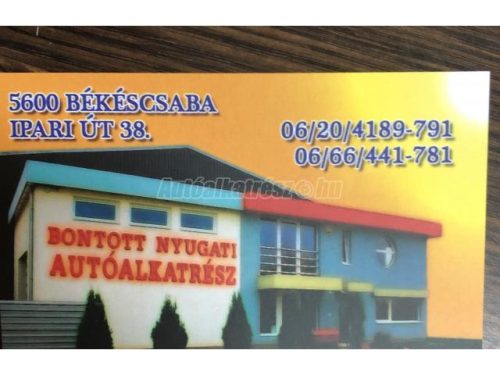 5600 BÉKÉSCSABA
IPARI ÚT 38.
06/20/4189-791
06/66/441-781
Autóalkatrész.hu
BONTOTT NYUGATI
AUTÓALKATRÉSZ